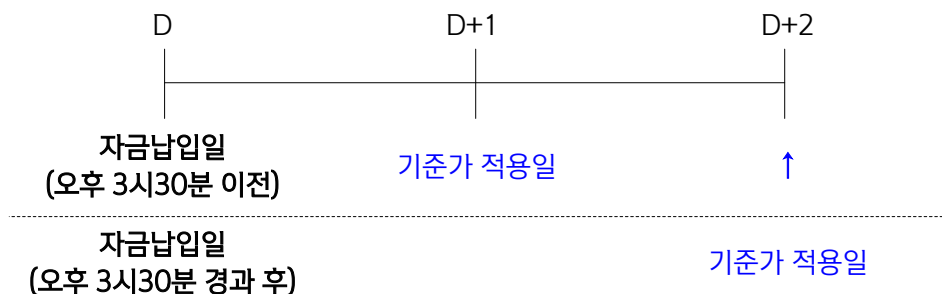 D D+1 D+2
자금납입일
(오후 3시30분 이전)
기준가 적용일
↑
자금납입일
(오후 3시30분 경과 후)
기준가 적용일